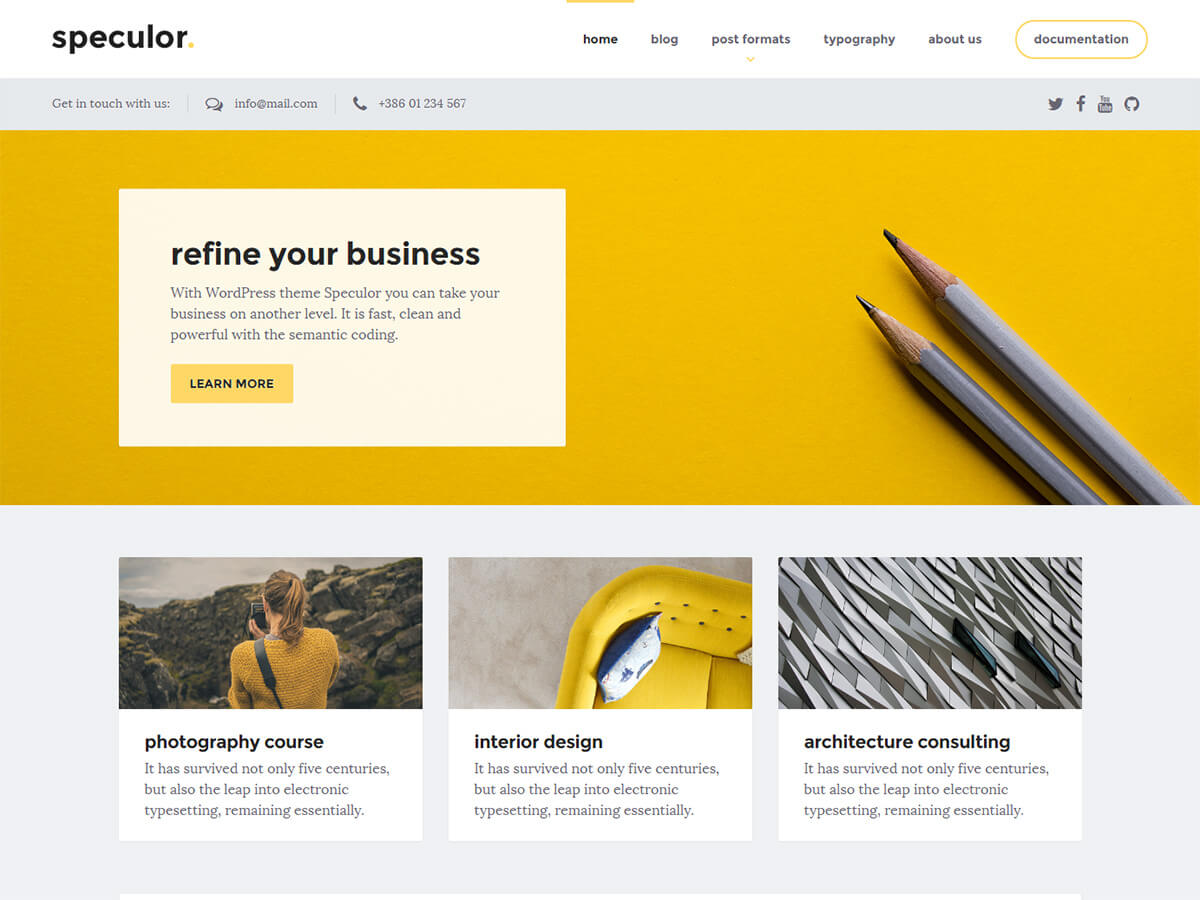 speculor.
home blog post formats typography about us documentation
Get in touch with us: info@mail.com +386 01 234 567
You
Tube
refine your business
With WordPress theme Speculor you can take your
business on another level. It is fast, clean and
powerful with the semantic coding.
LEARN MORE
photography course
It has survived not only five centuries,
but also the leap into electronic
typesetting, remaining essentially.
interior design
It has survived not only five centuries,
but also the leap into electronic
typesetting, remaining essentially.
architecture consulting
It has survived not only five centuries,
but also the leap into electronic
typesetting, remaining essentially.